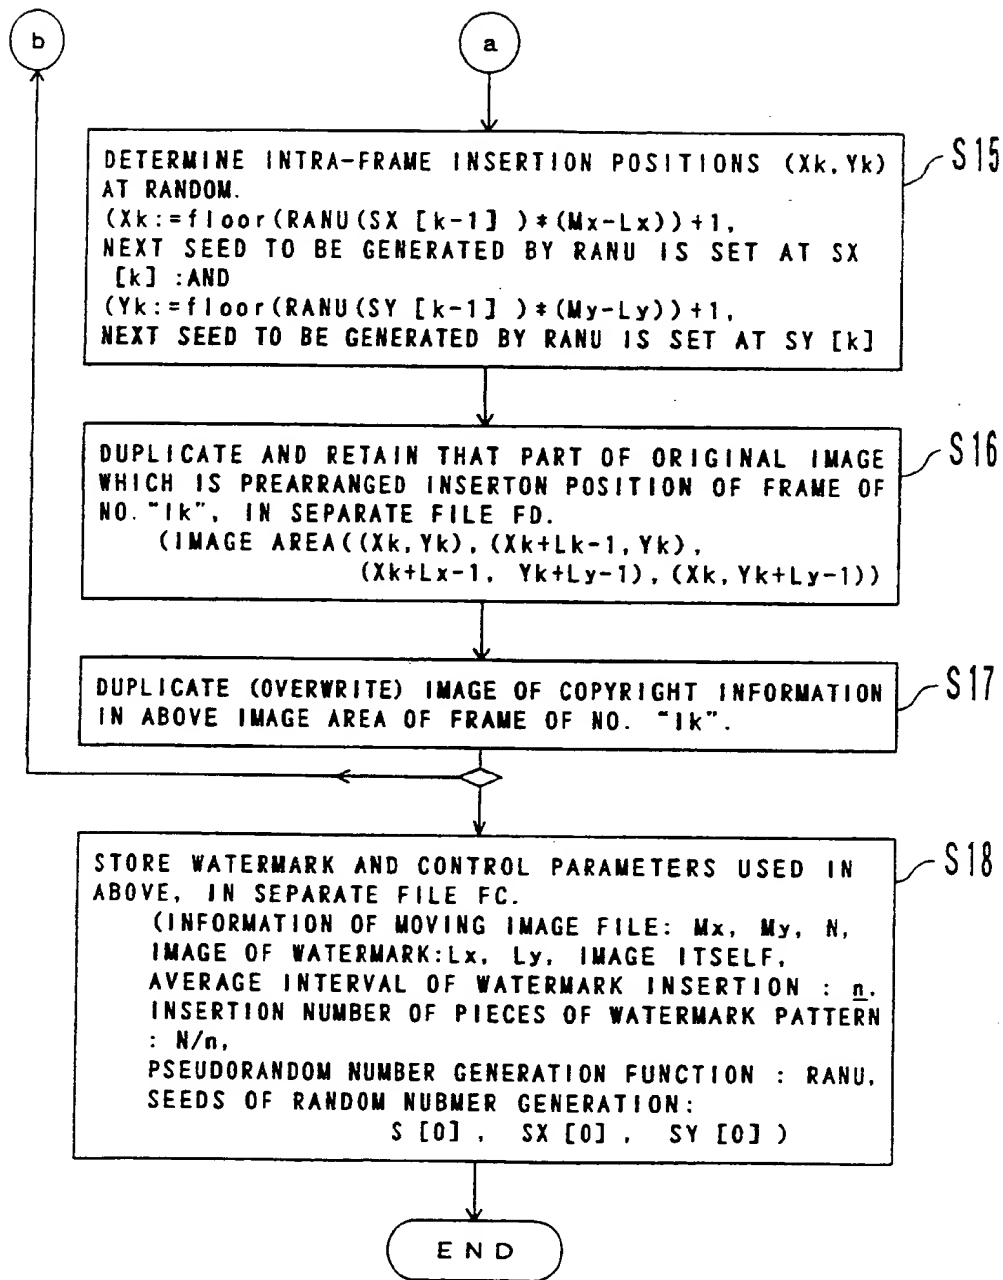 b
a
S15
DETERMINE INTRA-FRAME INSERTION POSITIONS (Xk, Yk)
AT RANDOM.
(Xk:=floor(RANU(SX [k-1] )*(Mx-Lx))+1,
NEXT SEED TO BE GENERATED BY RANU IS SET AT SX
[k] :AND
(Yk:=floor(RANU(SY [k-1] )*(My-Ly))+1,
NEXT SEED TO BE GENERATED BY RANU IS SET AT SY [k]
S16
DUPLICATE AND RETAIN THAT PART OF ORIGINAL IMAGE
WHICH IS PREARRANGED INSERTON POSITION OF FRAME OF
NO. "Ik", IN SEPARATE FILE FD.
(IMAGE AREA((Xk, Yk), (Xk+Lk-1, Yk),
(Xk+Lx-1, Yk+Ly-1), (Xk, Yk+Ly-1))
S17
DUPLICATE (OVERWRITE) IMAGE OF COPYRIGHT INFORMATION
IN ABOVE IMAGE AREA OF FRAME OF NO. "Ik".
S18
STORE WATERMARK AND CONTROL PARAMETERS USED IN
ABOVE, IN SEPARATE FILE FC.
(INFORMATION OF MOVING IMAGE FILE: Mx, My, N,
IMAGE OF WATERMARK:Lx, Ly, IMAGE ITSELF,
AVERAGE INTERVAL OF WATERMARK INSERTION : n,
INSERTION NUMBER OF PIECES OF WATERMARK PATTERN
: N/n,
PSEUDORANDOM NUMBER GENERATION FUNCTION : RANU,
SEEDS OF RANDOM NUBMER GENERATION:
S [0] , SX [0] , SY [0] )
END